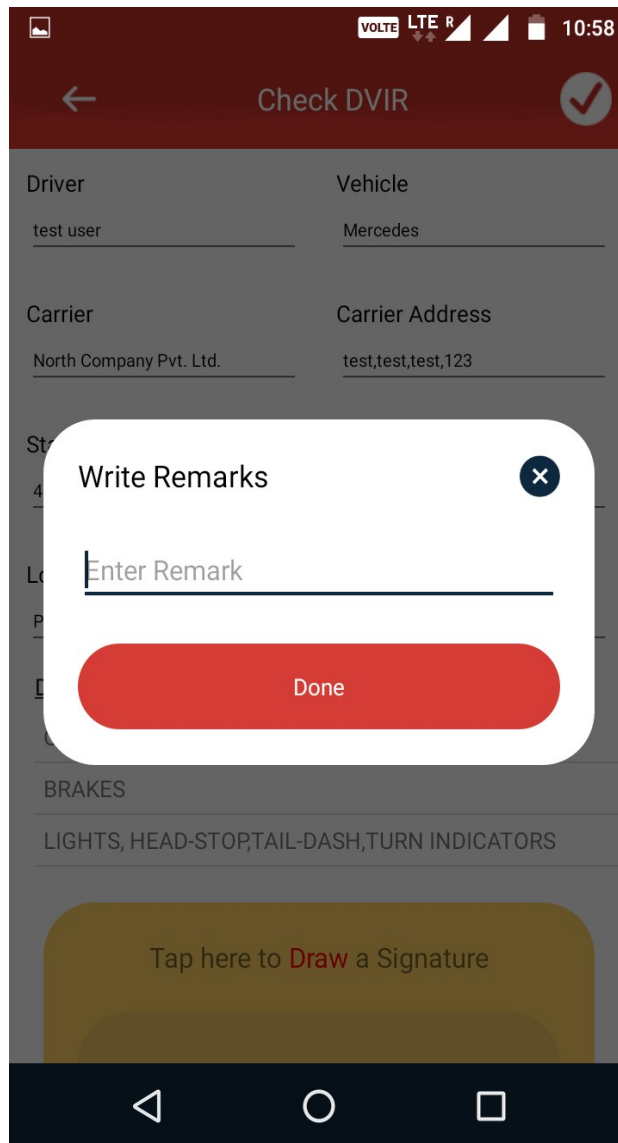 VOLTE LTE R 10:58
Check DVIR
Driver Vehicle
test user Mercedes
Carrier Carrier Address
North Company Pvt. Ltd. test,test,test,123
Write Remarks
4
Enter Remark
P
Done
BRAKES
LIGHTS, HEAD-STOP,TAIL-DASH,TURN INDICATORS
Tap here to Draw a Signature